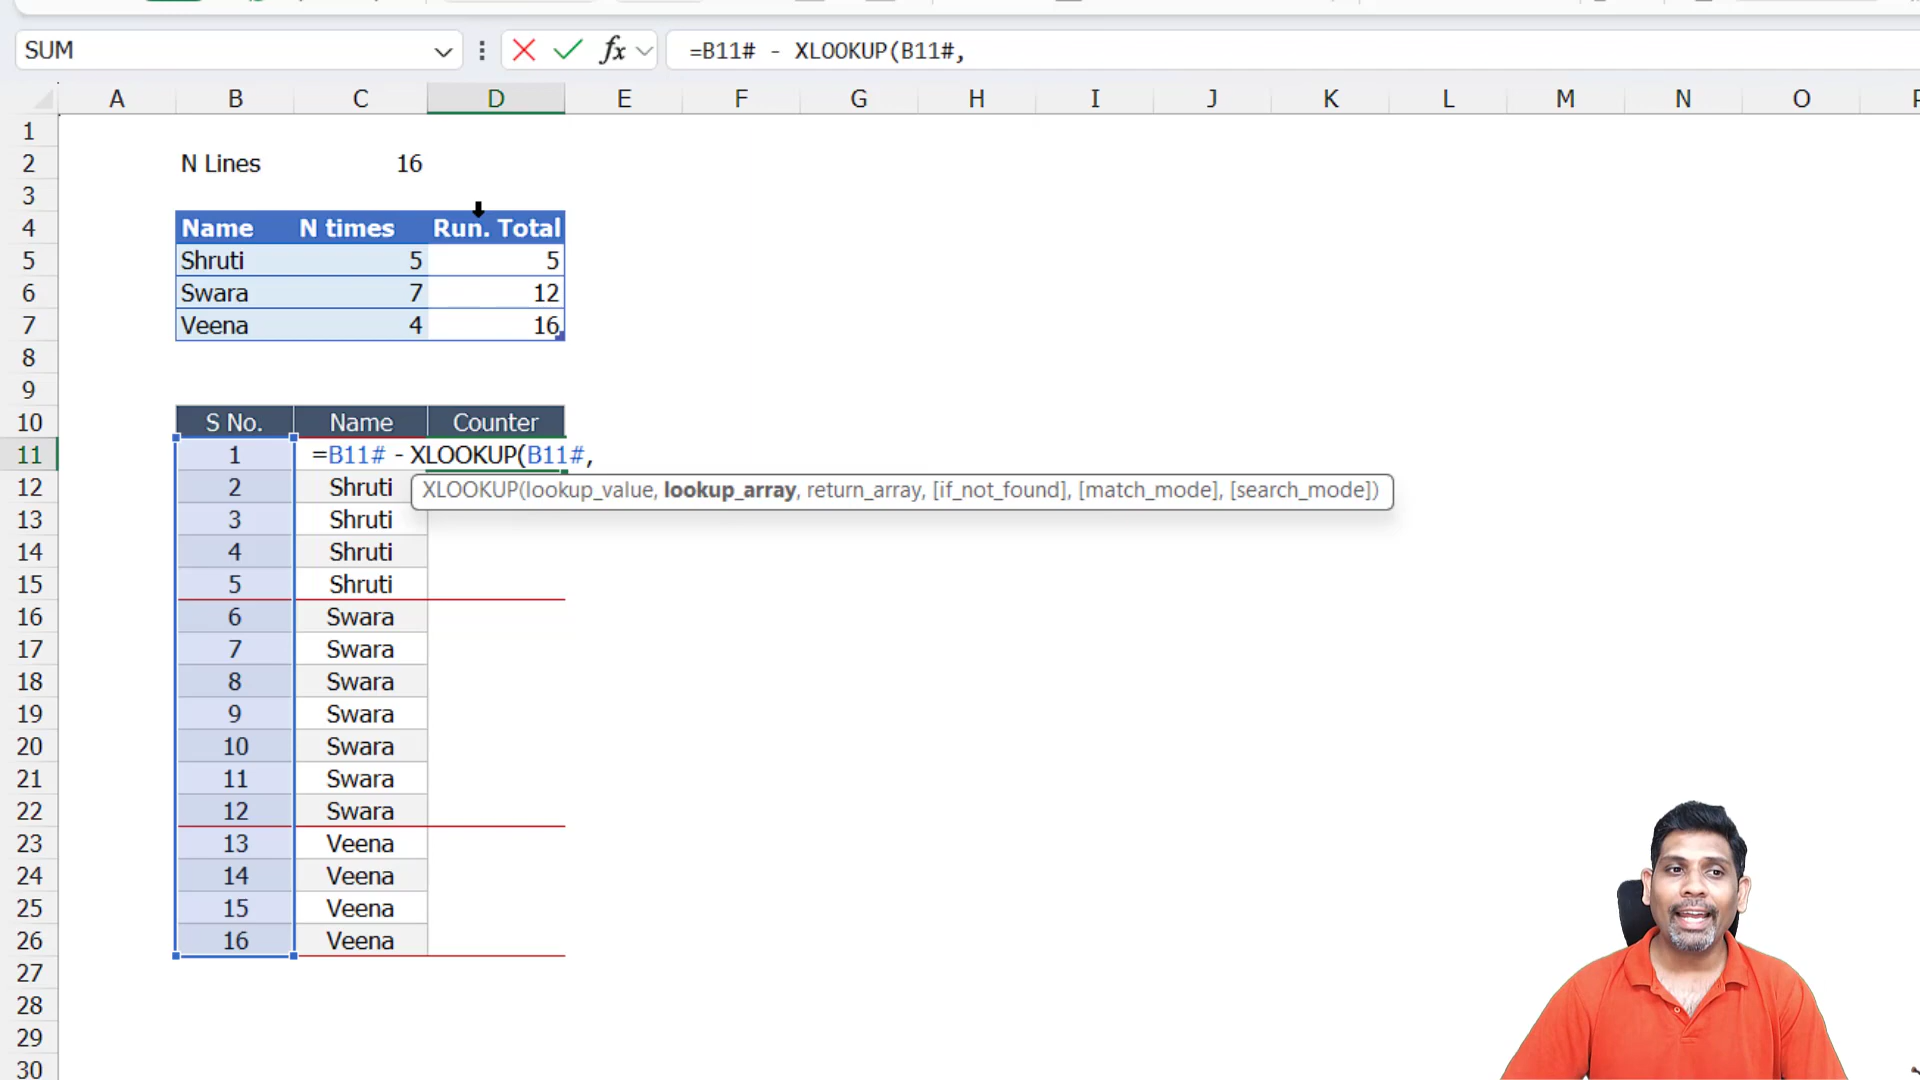 SUM fx =B11# - XLOOKUP(B11#,
A B C D E F G H I J K L M N O
1
2 N Lines 16
3
4 Name N times Run. Total
5 Shruti 5 5
6 Swara 7 12
7 Veena 4 16
8
9
10 S No. Name Counter
11 1 =B11# - XLOOKUP(B11#,
12 2 Shruti XLOOKUP(lookup_value, lookup_array, return_array, [if_not_found], [match_mode], [search_mode])
13 3 Shruti
14 4 Shruti
15 5 Shruti
16 6 Swara
17 7 Swara
18 8 Swara
19 9 Swara
20 10 Swara
21 11 Swara
22 12 Swara
23 13 Veena
24 14 Veena
25 15 Veena
26 16 Veena
27
28
29
30